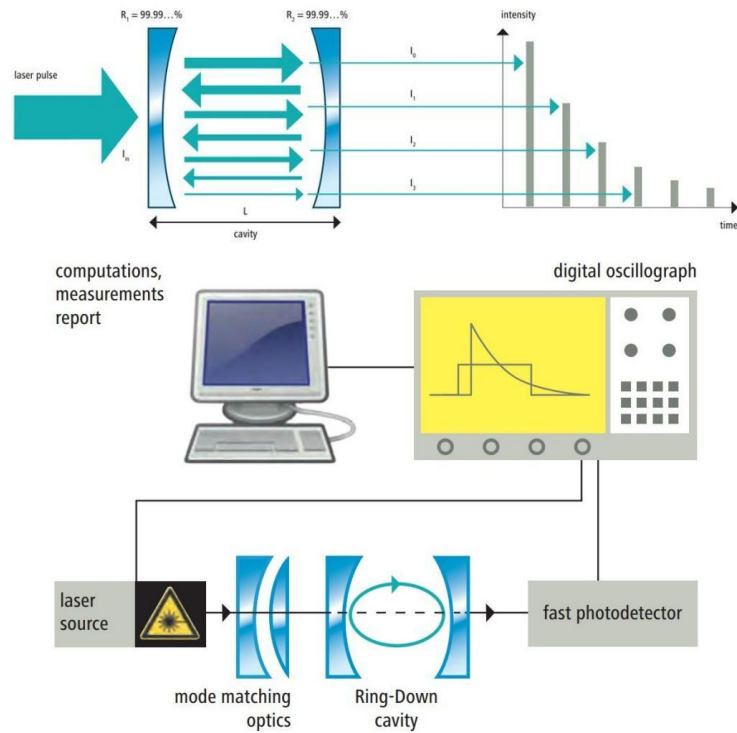 R₁ = 99.99...%
R₂ = 99.99...%
intensity
laser pulse
I₀
I₁
I₂
I₃
Iᵢₙ
L
cavity
time
computations,
measurements
report
digital oscillograph
laser
source
fast photodetector
mode matching
optics
Ring-Down
cavity